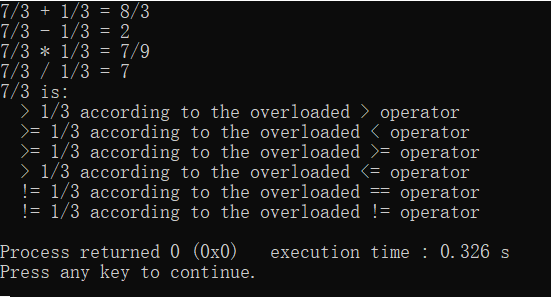 7/3 + 1/3 = 8/3
7/3 - 1/3 = 2
7/3 * 1/3 = 7/9
7/3 / 1/3 = 7
7/3 is:
  > 1/3 according to the overloaded > operator
  >= 1/3 according to the overloaded < operator
  >= 1/3 according to the overloaded >= operator
  > 1/3 according to the overloaded <= operator
  != 1/3 according to the overloaded == operator
  != 1/3 according to the overloaded != operator

Process returned 0 (0x0)   execution time : 0.326 s
Press any key to continue.